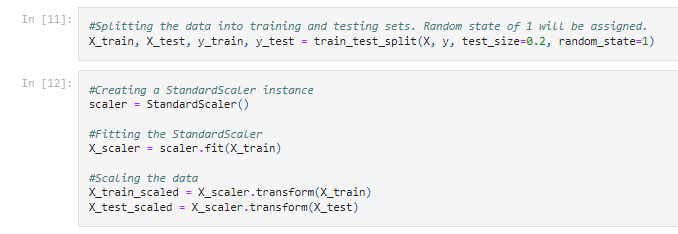 In [11]:
#Splitting the data into training and testing sets. Random state of 1 will be assigned.
X_train, X_test, y_train, y_test = train_test_split(X, y, test_size=0.2, random_state=1)
In [12]:
#Creating a StandardScaler instance
scaler = StandardScaler()
#Fitting the StandardScaler
X_scaler = scaler.fit(X_train)
#Scaling the data
X_train_scaled = X_scaler.transform(X_train)
X_test_scaled = X_scaler.transform(X_test)